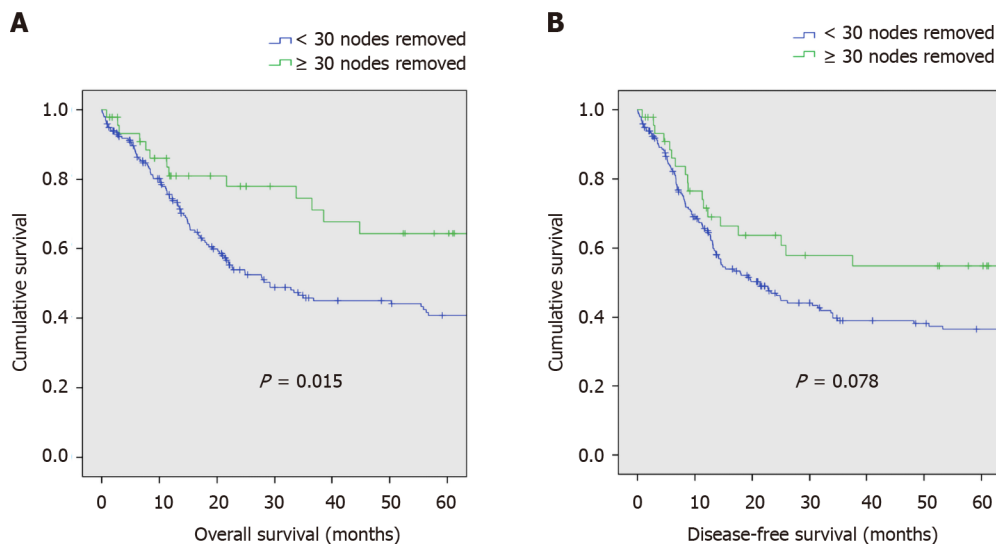 A
< 30 nodes removed
≥ 30 nodes removed
1.0
0.8
0.6
0.4
0.2
0.0
Cumulative survival
P = 0.015
0 10 20 30 40 50 60
Overall survival (months)
B
< 30 nodes removed
≥ 30 nodes removed
1.0
0.8
0.6
0.4
0.2
0.0
Cumulative survival
P = 0.078
0 10 20 30 40 50 60
Disease-free survival (months)